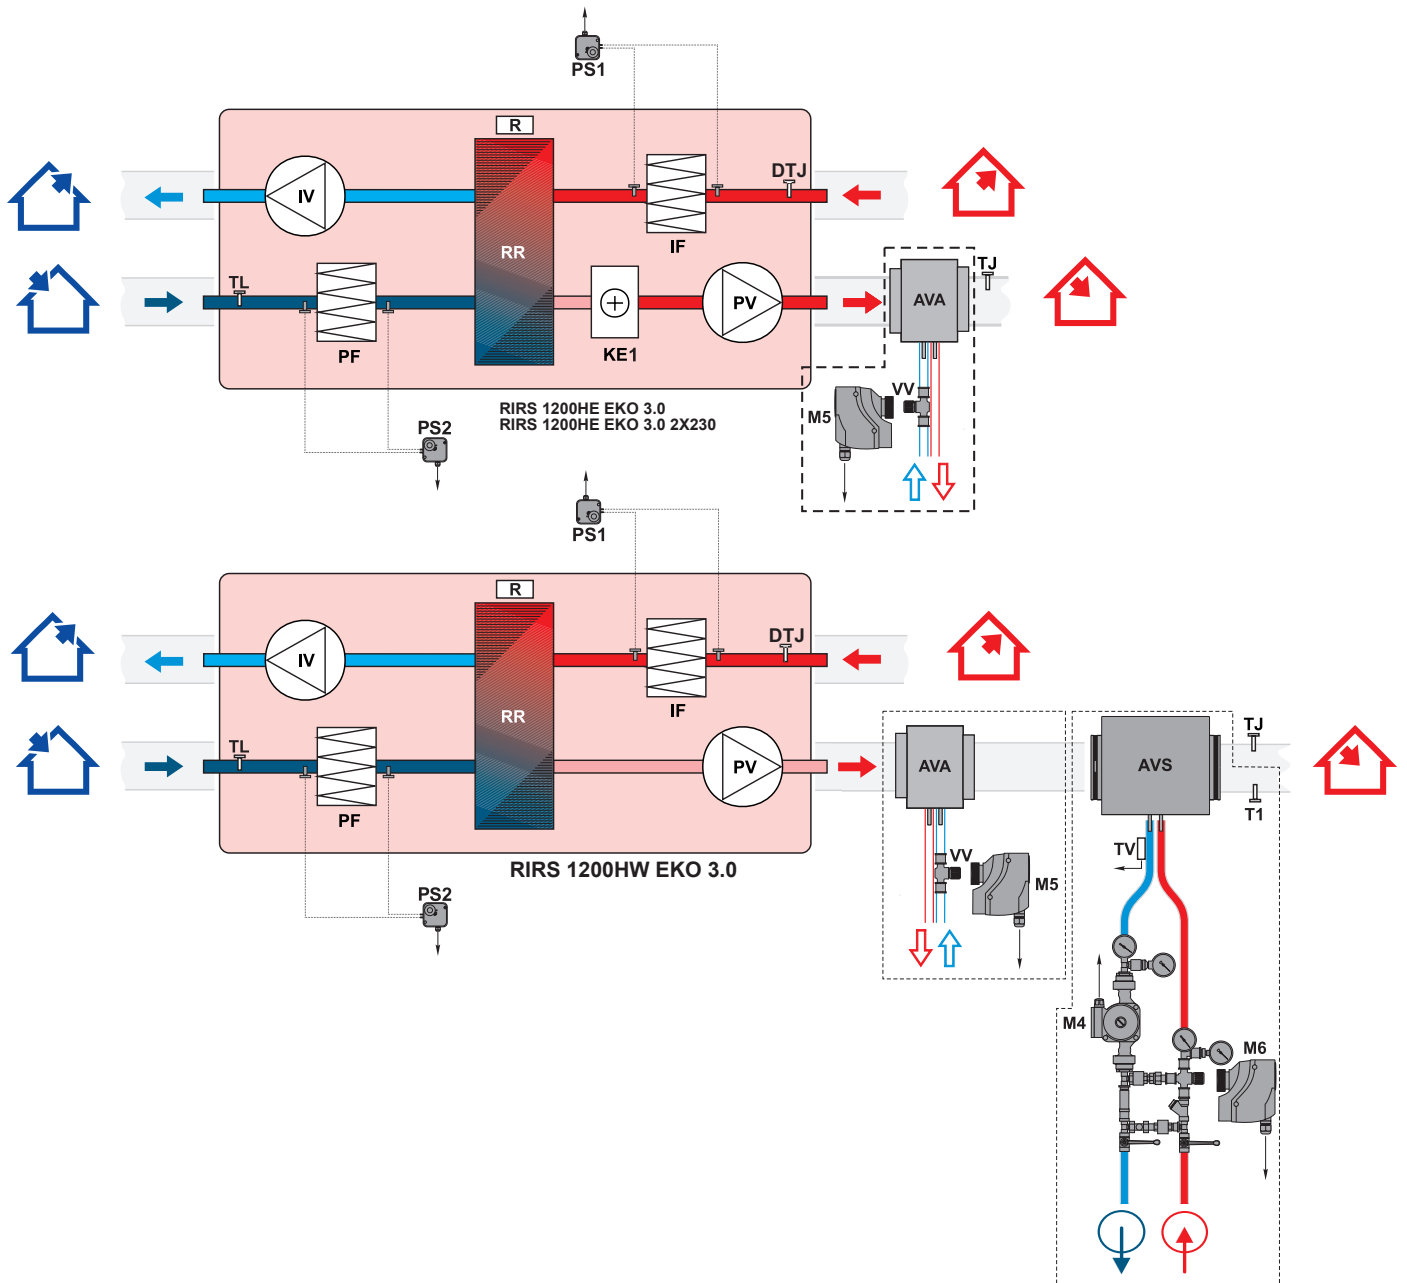 PS1
R
DTJ
IV
IF
RR
TL
TJ
AVA
PV
PF
KE1
VV
M5
RIRS 1200HE EKO 3.0
RIRS 1200HE EKO 3.0 2X230
PS2
PS1
R
DTJ
IV
IF
RR
TL
TJ
PV
AVA
AVS
PF
T1
TV
VV
M5
RIRS 1200HW EKO 3.0
PS2
M4
M6